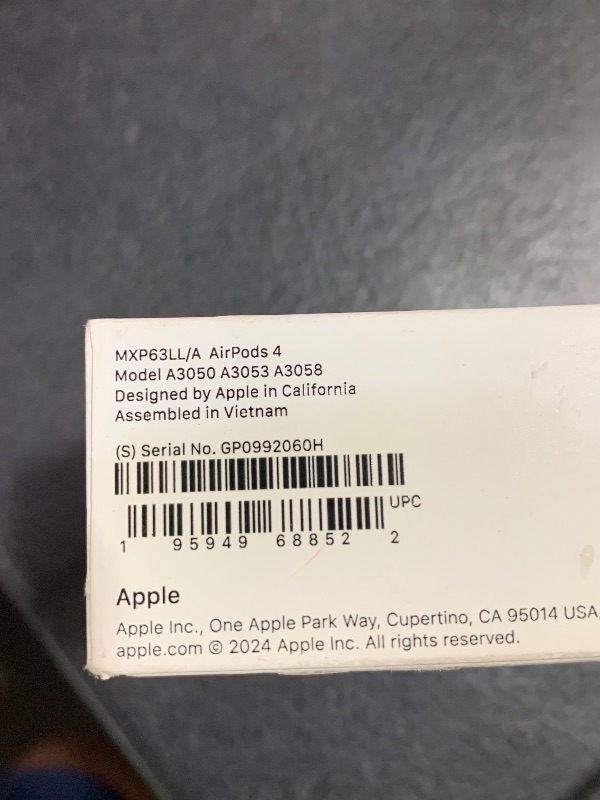 MXP63LL/A AirPods 4
Model A3050 A3053 A3058
Designed by Apple in California
Assembled in Vietnam
(S) Serial No. GP0992060H
UPC
1 95949 68852 2
Apple
Apple Inc., One Apple Park Way, Cupertino, CA 95014 USA,
apple.com © 2024 Apple Inc. All rights reserved.